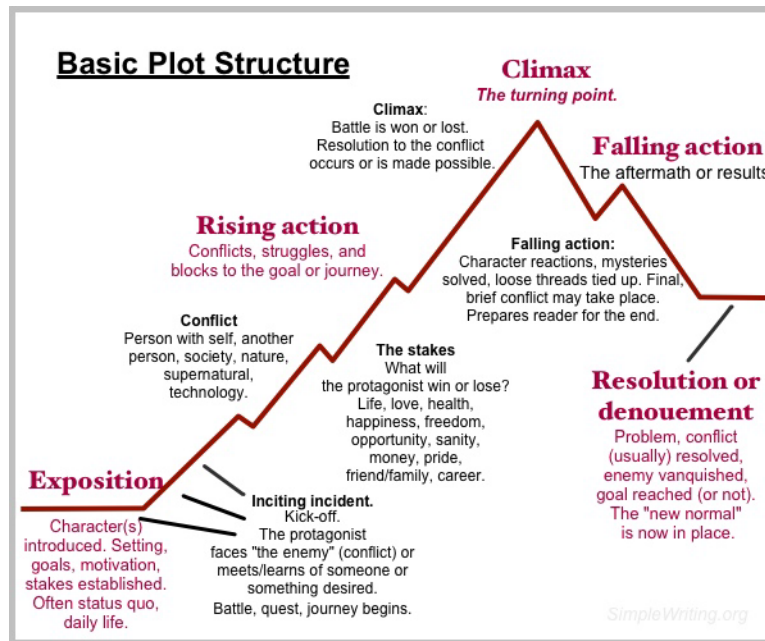 Basic Plot Structure
Climax
The turning point.
Climax:
Battle is won or lost.
Resolution to the conflict
occurs or is made possible.
Falling action
The aftermath or results
Rising action
Conflicts, struggles, and
blocks to the goal or journey.
Falling action:
Character reactions, mysteries
solved, loose threads tied up. Final,
brief conflict may take place.
Prepares reader for the end.
Conflict
Person with self, another
person, society, nature,
supernatural,
technology.
The stakes
What will
the protagonist win or lose?
Life, love, health,
happiness, freedom,
opportunity, sanity,
money, pride,
friend/family, career.
Resolution or
denouement
Problem, conflict
(usually) resolved,
enemy vanquished,
goal reached (or not).
The "new normal"
is now in place.
Exposition
Character(s)
introduced. Setting,
goals, motivation,
stakes established.
Often status quo,
daily life.
Inciting incident.
Kick-off.
The protagonist
faces "the enemy" (conflict) or
meets/learns of someone or
something desired.
Battle, quest, journey begins.
SimpleWriting.org